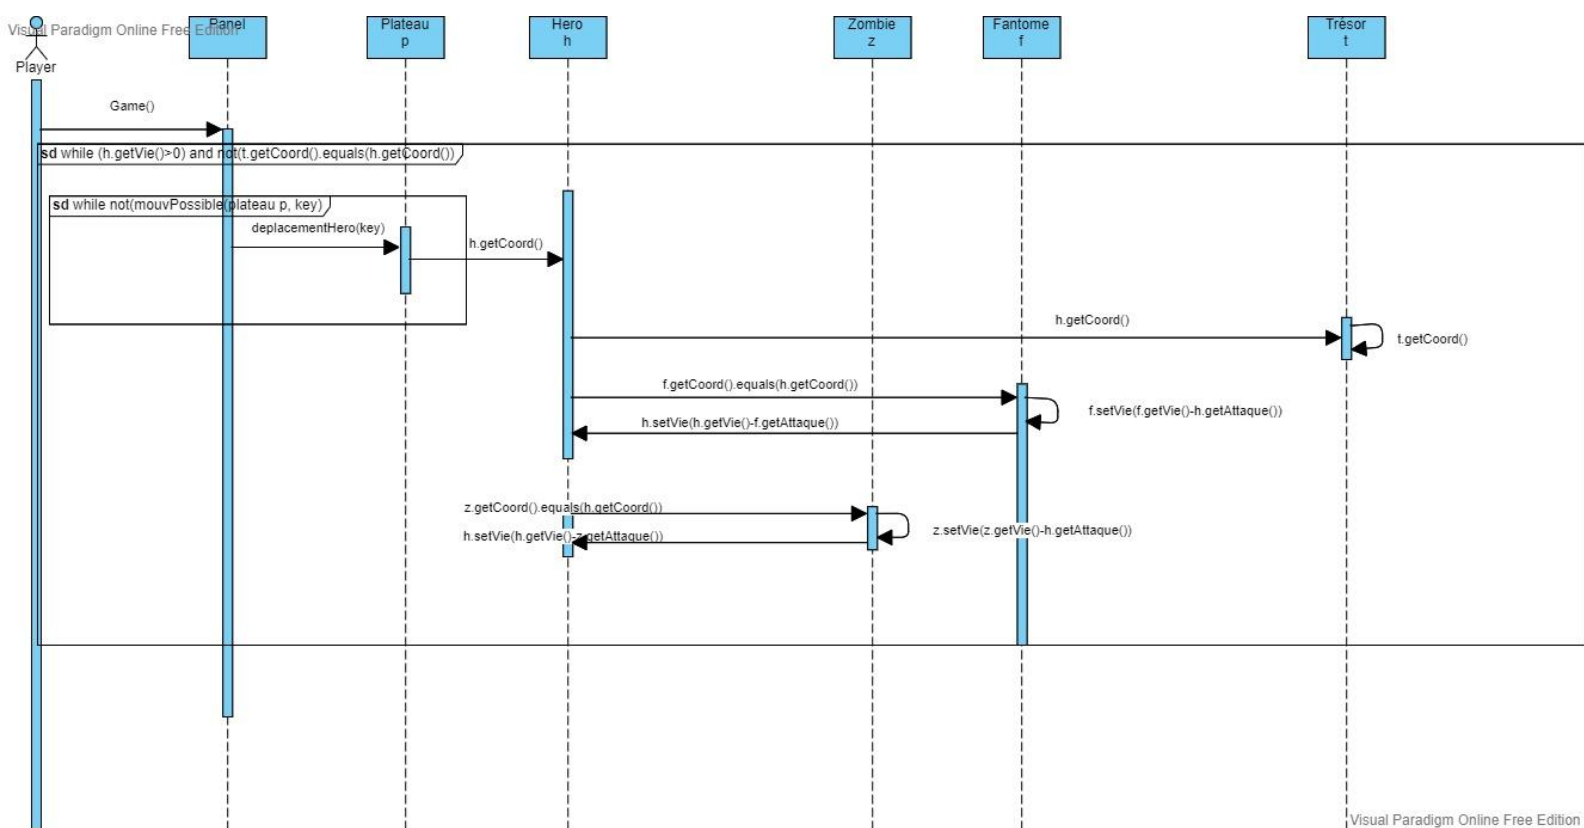 Visual Paradigm Online Free Edition
Player
Panel
Plateau
p
Hero
h
Zombie
z
Fantome
f
Trésor
t
Game()
sd while (h.getVie()>0) and not(t.getCoord().equals(h.getCoord())
sd while not(mouvPossible(plateau p, key)
deplacementHero(key)
h.getCoord()
h.getCoord()
t.getCoord()
f.getCoord().equals(h.getCoord())
f.setVie(f.getVie()-h.getAttaque())
h.setVie(h.getVie()-f.getAttaque())
z.getCoord().equals(h.getCoord())
z.setVie(z.getVie()-h.getAttaque())
h.setVie(h.getVie()-z.getAttaque())
Visual Paradigm Online Free Edition